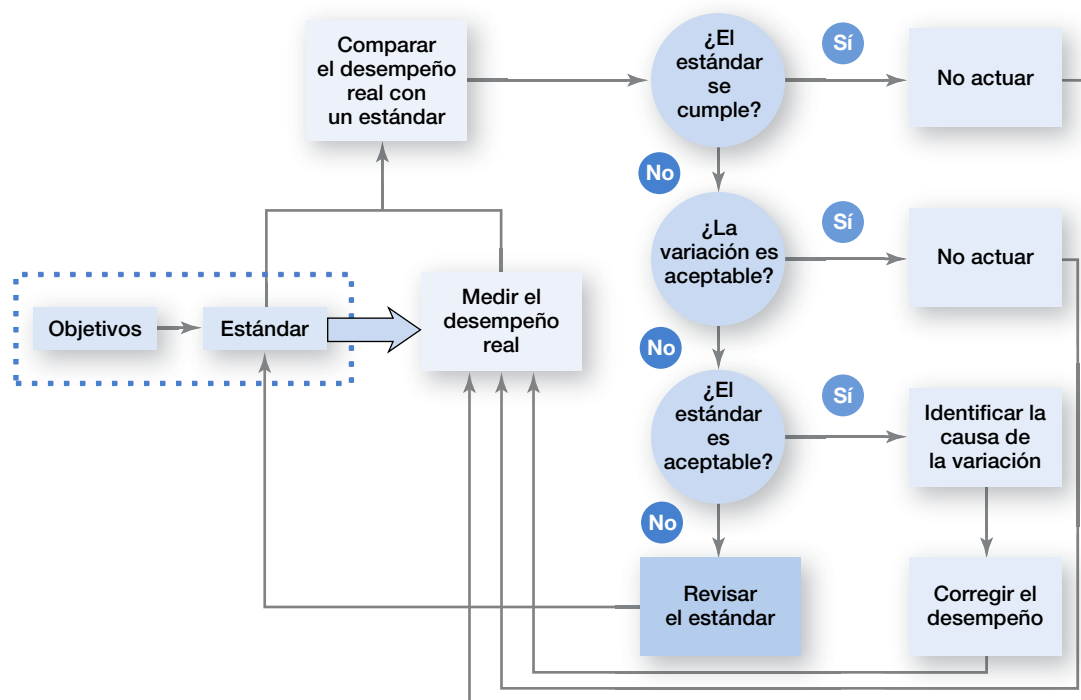 Comparar
el desempeño
real con
un estándar
¿El
estándar
se
cumple?
Sí
No actuar
No
¿La
variación es
aceptable?
Sí
No actuar
Objetivos
Estándar
Medir el
desempeño
real
No
¿El
estándar
es
aceptable?
Sí
Identificar la
causa de
la variación
No
Revisar
el estándar
Corregir el
desempeño